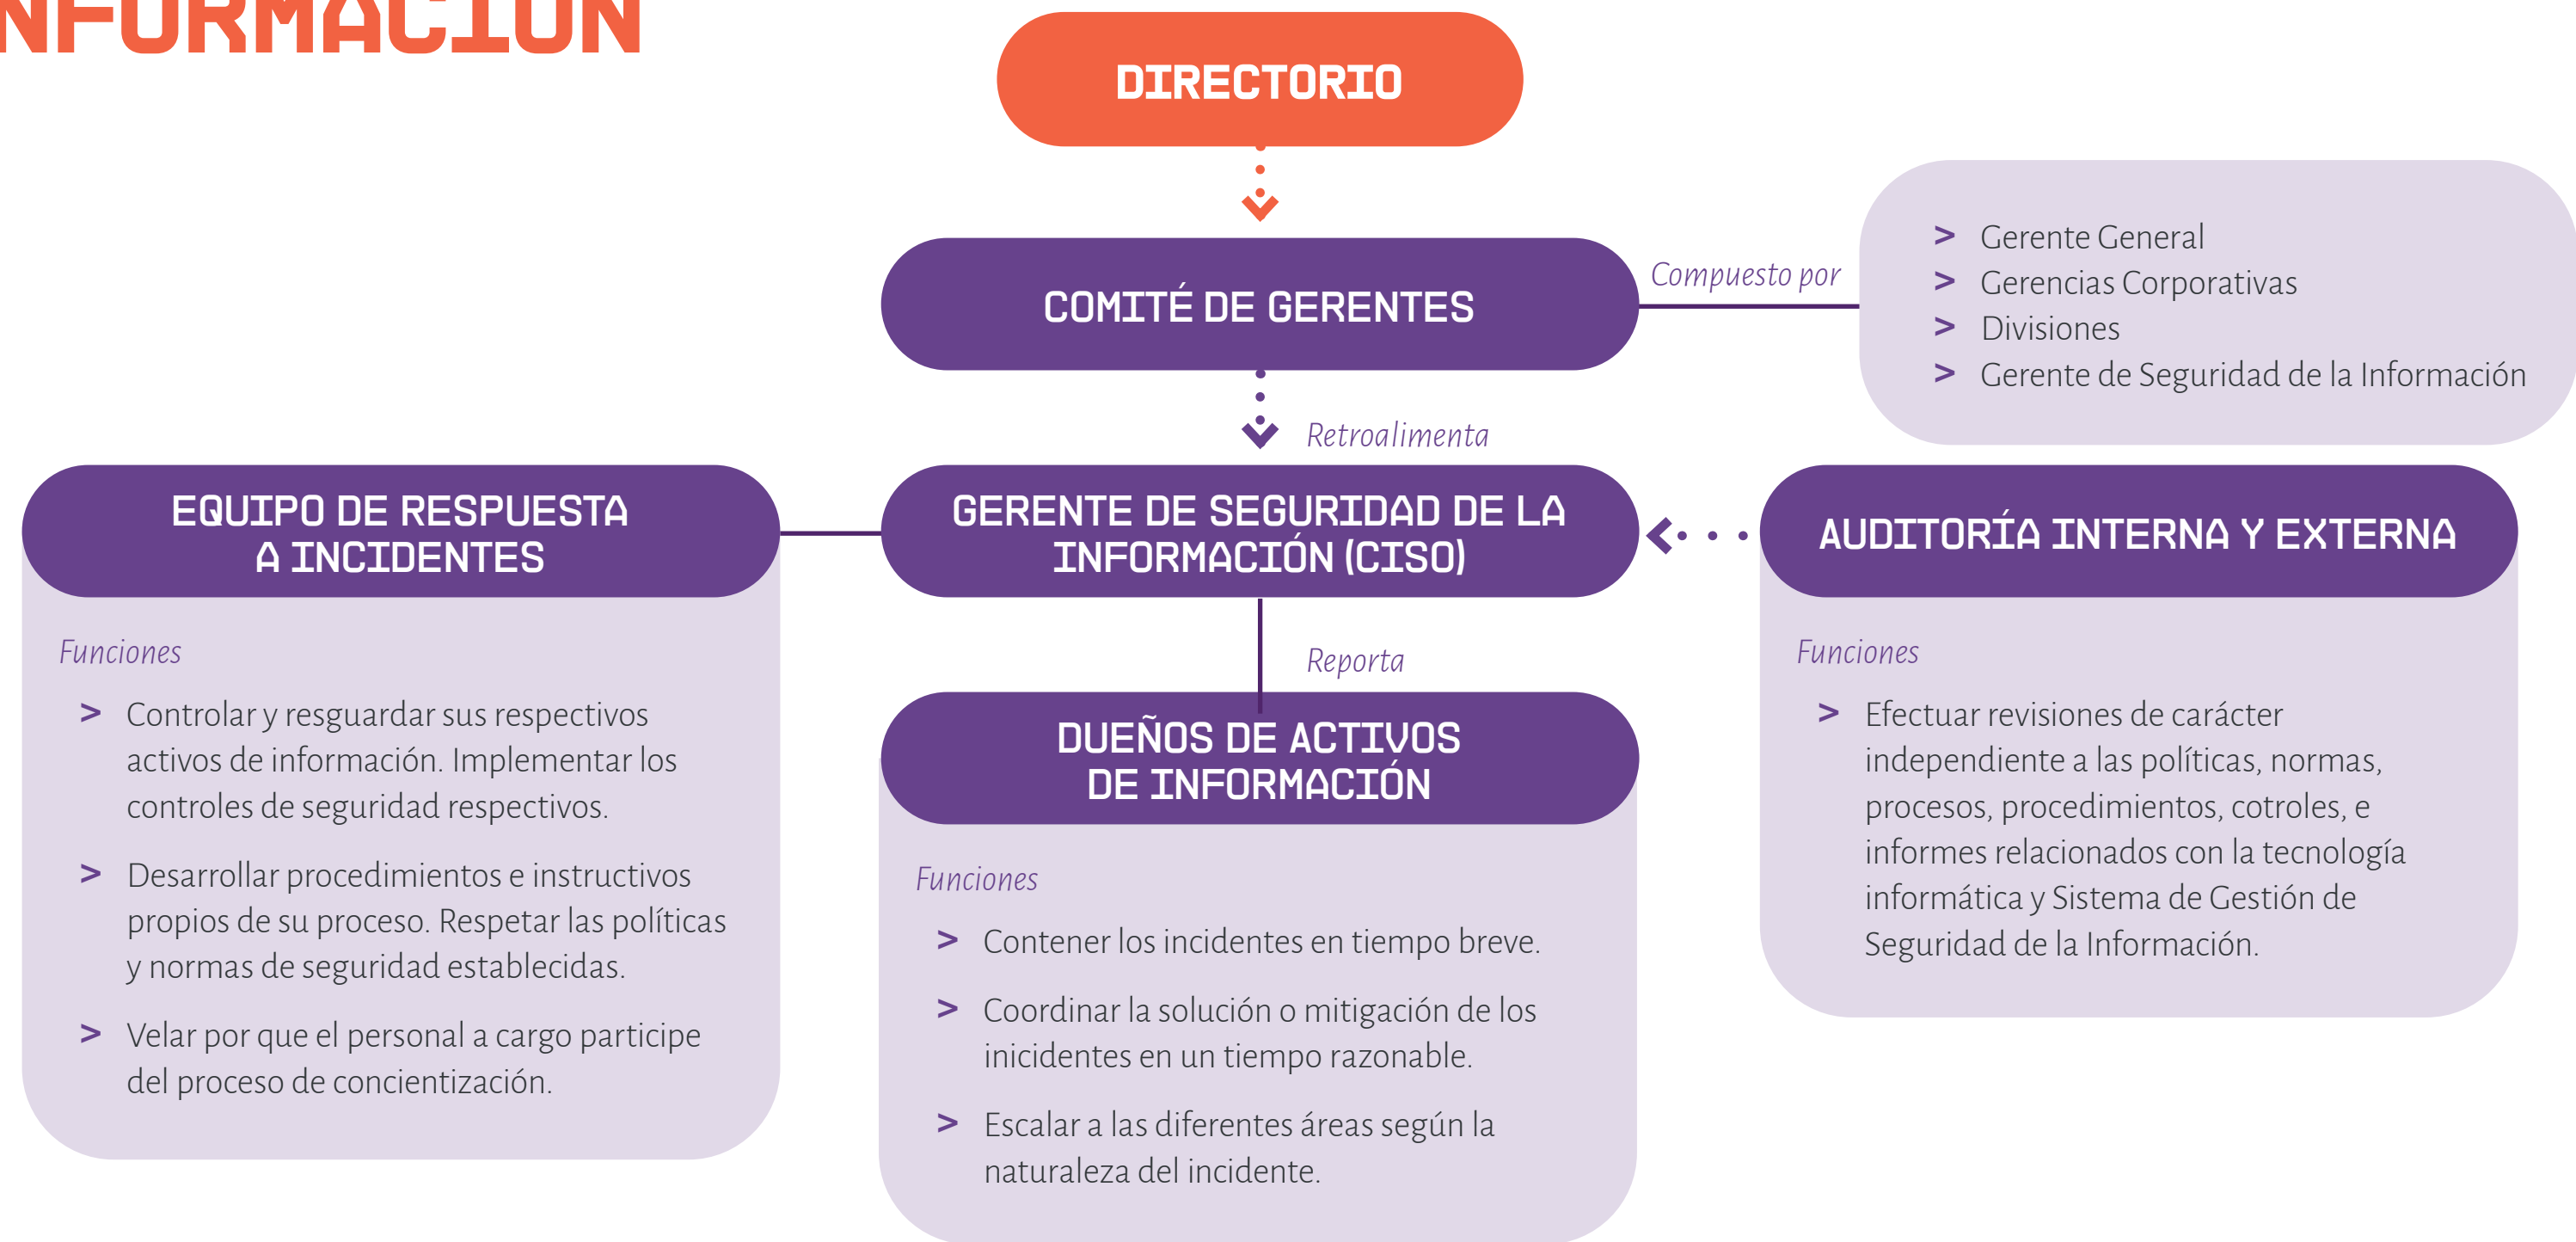 NFORMACIÓN
DIRECTORIO
COMITÉ DE GERENTES
Compuesto por
> Gerente General
> Gerencias Corporativas
> Divisiones
> Gerente de Seguridad de la Información
Retroalimenta
EQUIPO DE RESPUESTA
A INCIDENTES
Funciones
> Controlar y resguardar sus respectivos
activos de información. Implementar los
controles de seguridad respectivos.
> Desarrollar procedimientos e instructivos
propios de su proceso. Respetar las políticas
y normas de seguridad establecidas.
> Velar por que el personal a cargo participe
del proceso de concientización.
GERENTE DE SEGURIDAD DE LA
INFORMACIÓN (CISO)
Reporta
DUEÑOS DE ACTIVOS
DE INFORMACIÓN
Funciones
> Contener los incidentes en tiempo breve.
> Coordinar la solución o mitigación de los
inicidentes en un tiempo razonable.
> Escalar a las diferentes áreas según la
naturaleza del incidente.
AUDITORÍA INTERNA Y EXTERNA
Funciones
> Efectuar revisiones de carácter
independiente a las políticas, normas,
procesos, procedimientos, cotroles, e
informes relacionados con la tecnología
informática y Sistema de Gestión de
Seguridad de la Información.